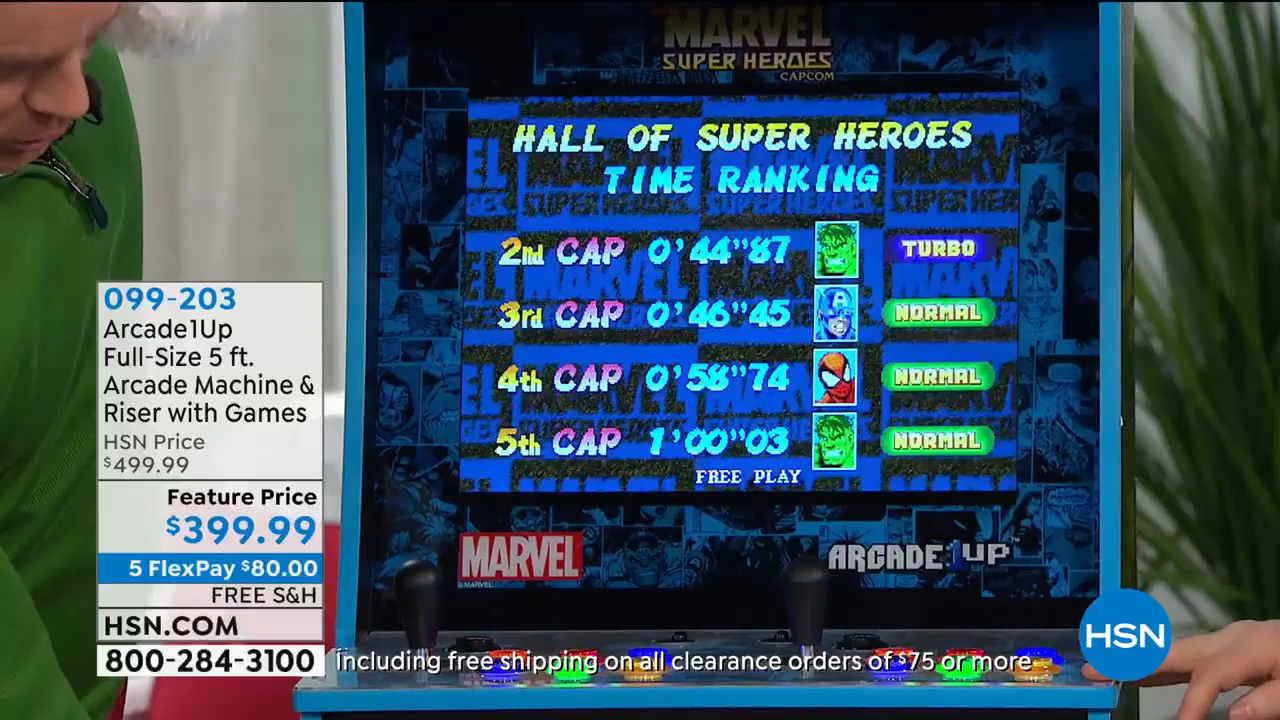 MARVEL
SUPER HEROES
CAPCOM
HALL OF SUPER HEROES
TIME RANKING
2nd CAP 0'44"87 TURBO
3rd CAP 0'46"45 NORMAL
4th CAP 0'58"74 NORMAL
5th CAP 1'00"03 NORMAL
FREE PLAY
MARVEL
©MARVEL
ARCADE1UP™
099-203
Arcade1Up
Full-Size 5 ft.
Arcade Machine &
Riser with Games
HSN Price
$499.99
Feature Price
$399.99
5 FlexPay $80.00
FREE S&H
HSN.COM
800-284-3100
Including free shipping on all clearance orders of $75 or more
HSN